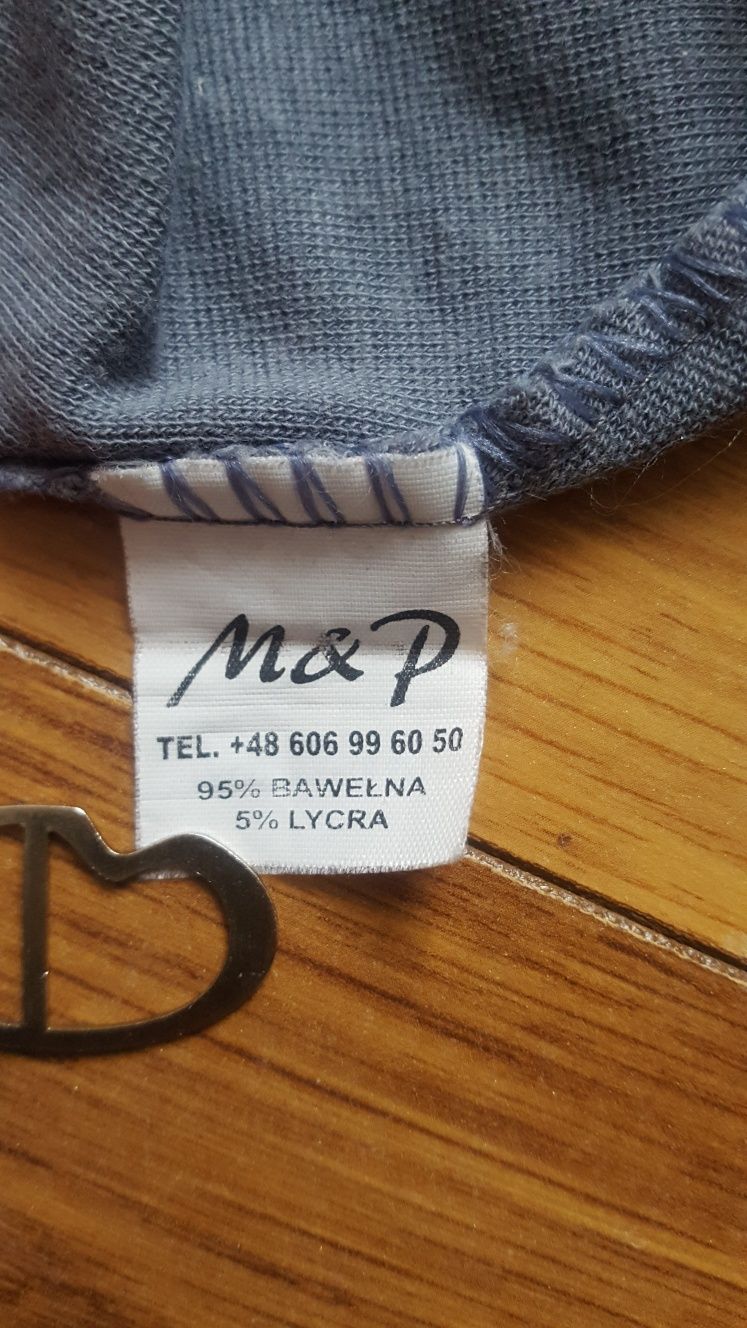 M&P
TEL. +48 606 99 60 50
95% BAWEŁNA
5% LYCRA